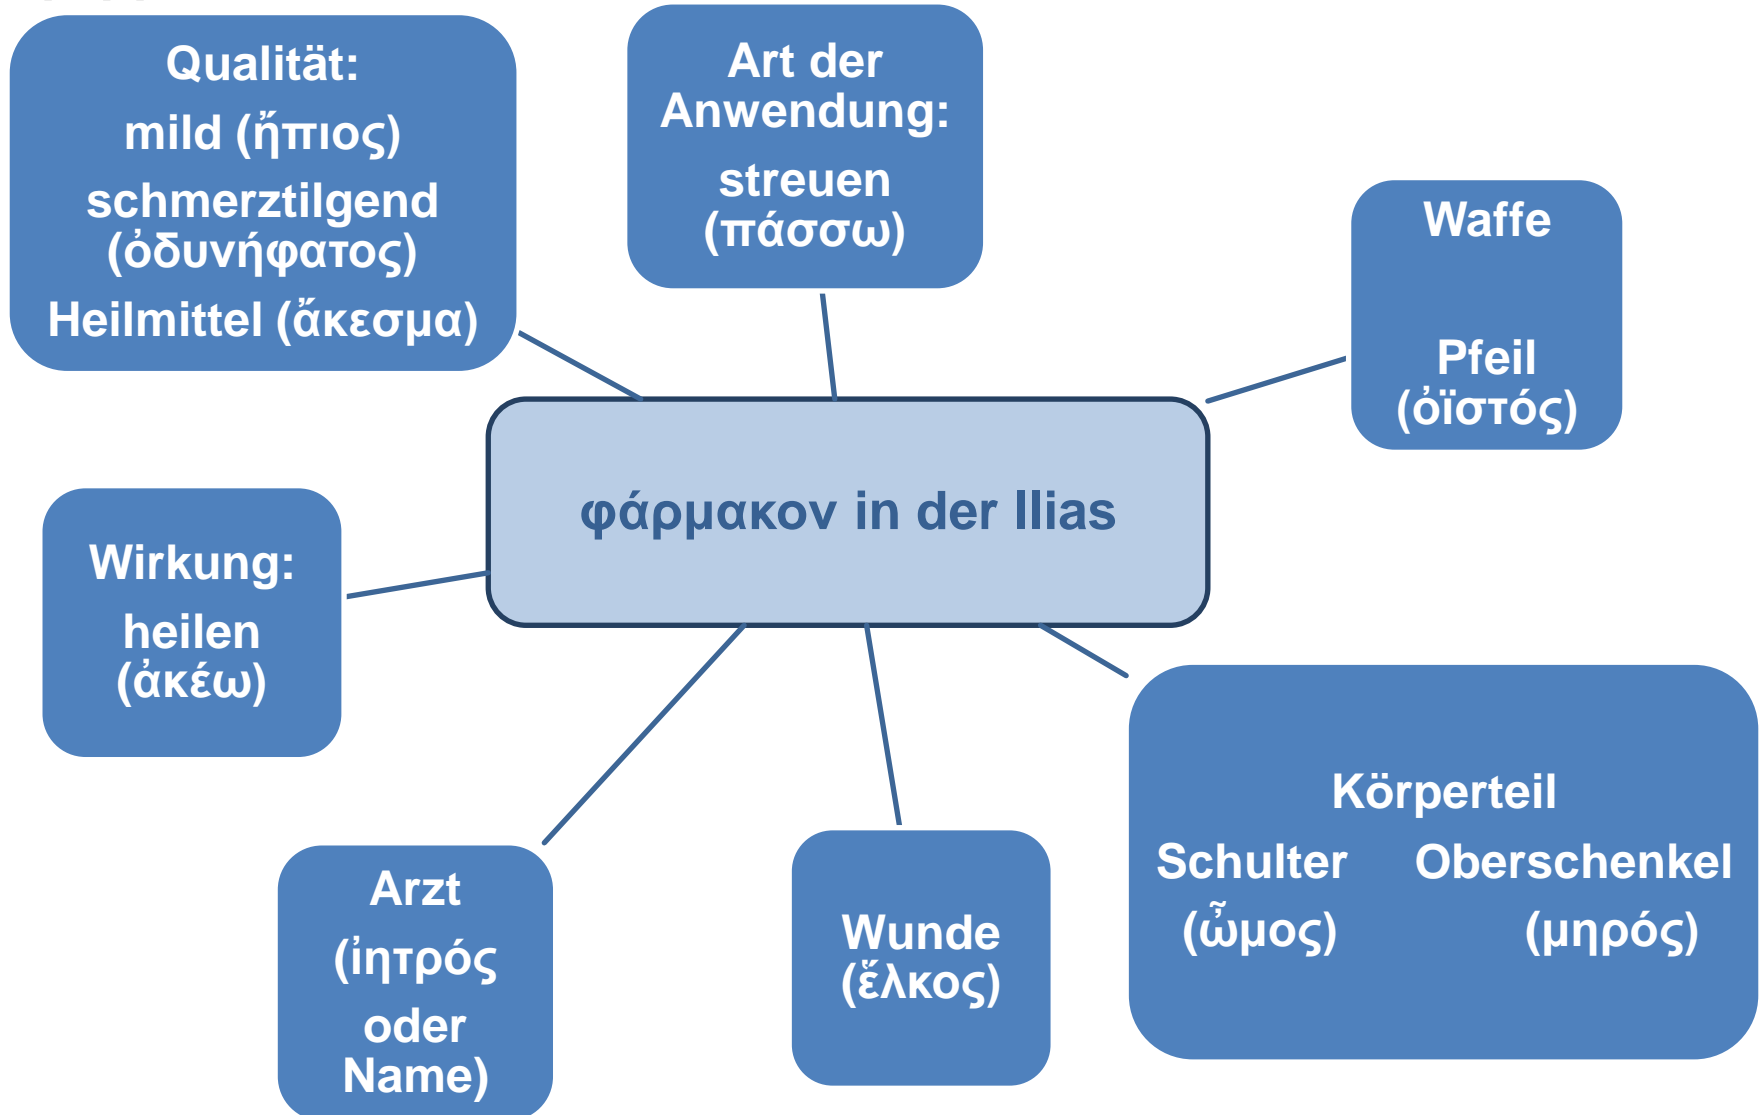 Qualität:
mild (ἤπιος)
schmerztilgend
(ὀδυνήφατος)
Heilmittel (ἄκεσμα)
Art der
Anwendung:
streuen
(πάσσω)
Waffe
Pfeil
(ὀϊστός)
φάρμακον in der Ilias
Wirkung:
heilen
(ἀκέω)
Körperteil
Schulter Oberschenkel
(ὦμος) (μηρός)
Arzt
(ἰητρός
oder
Name)
Wunde
(ἕλκος)